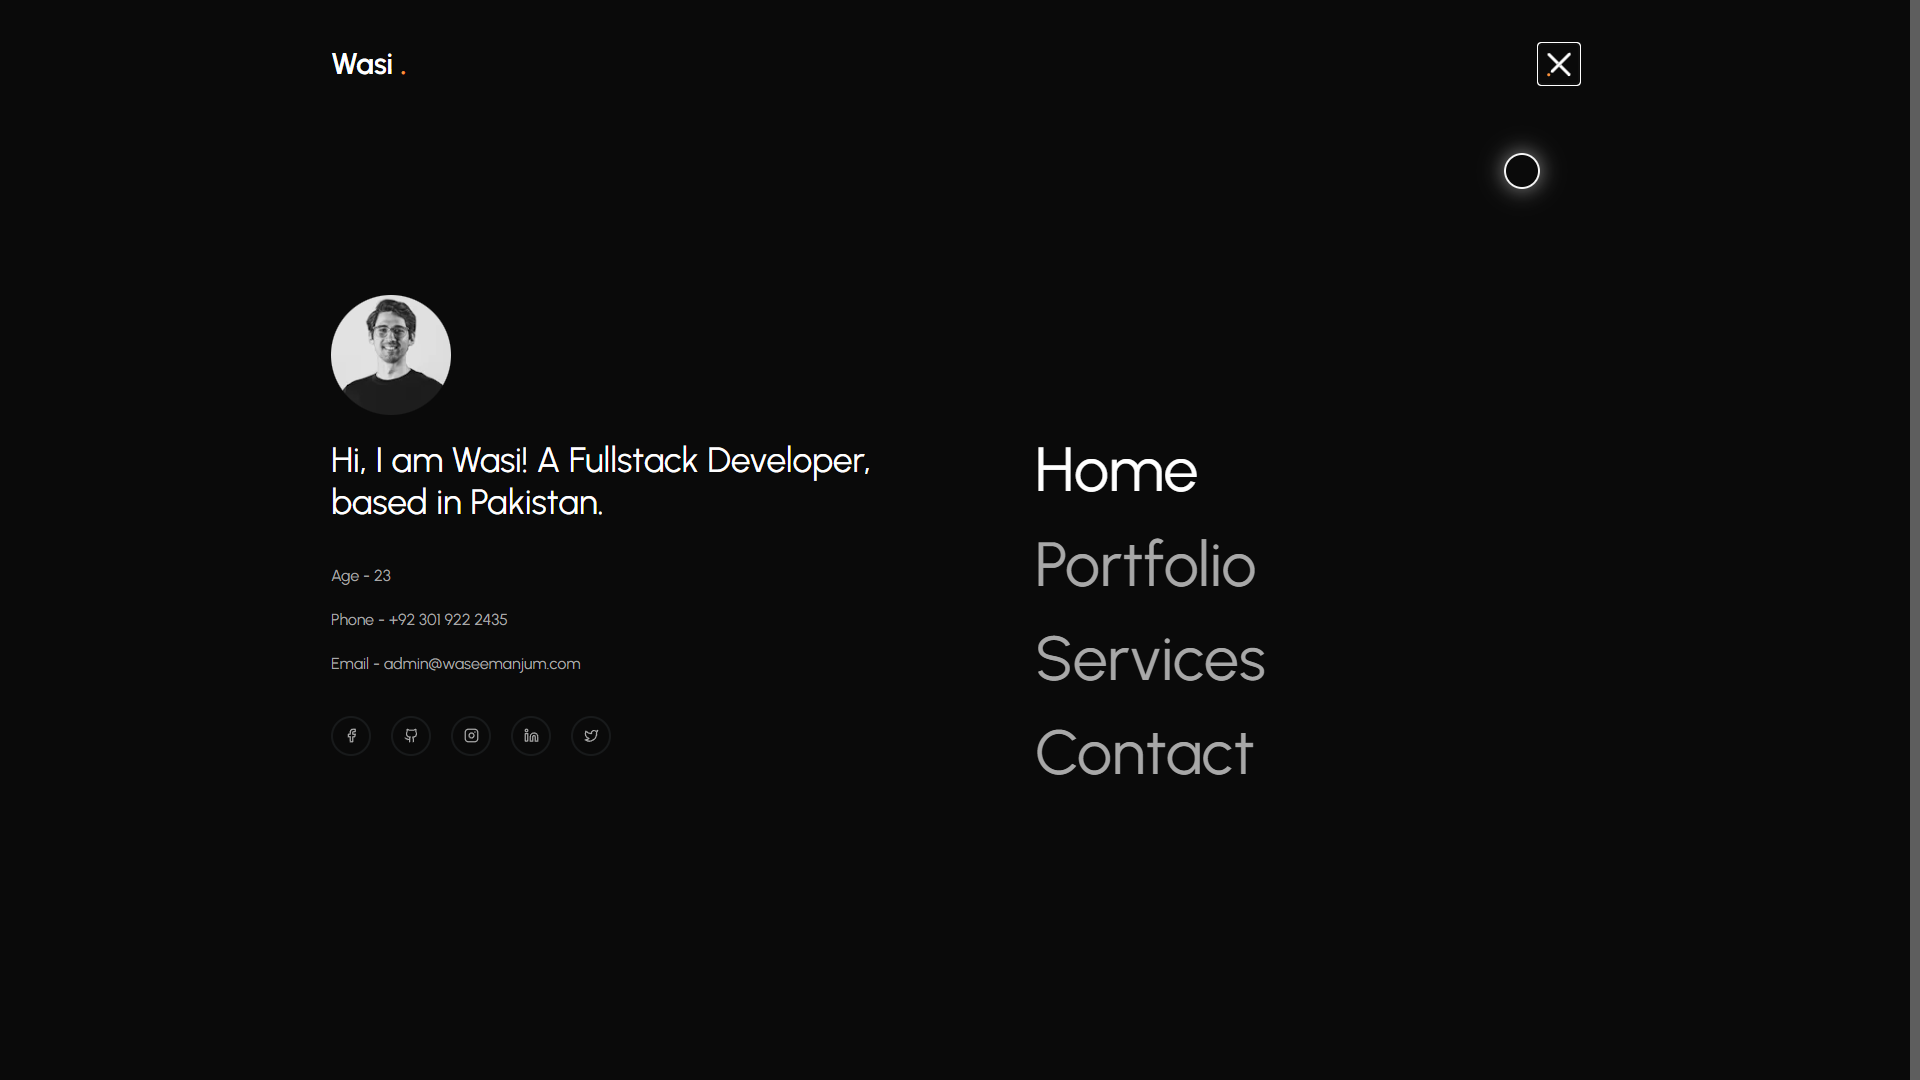 Wasi .
Hi, I am Wasi! A Fullstack Developer,
based in Pakistan.
Age - 23
Phone - +92 301 922 2435
Email - admin@waseemanjum.com
Home
Portfolio
Services
Contact